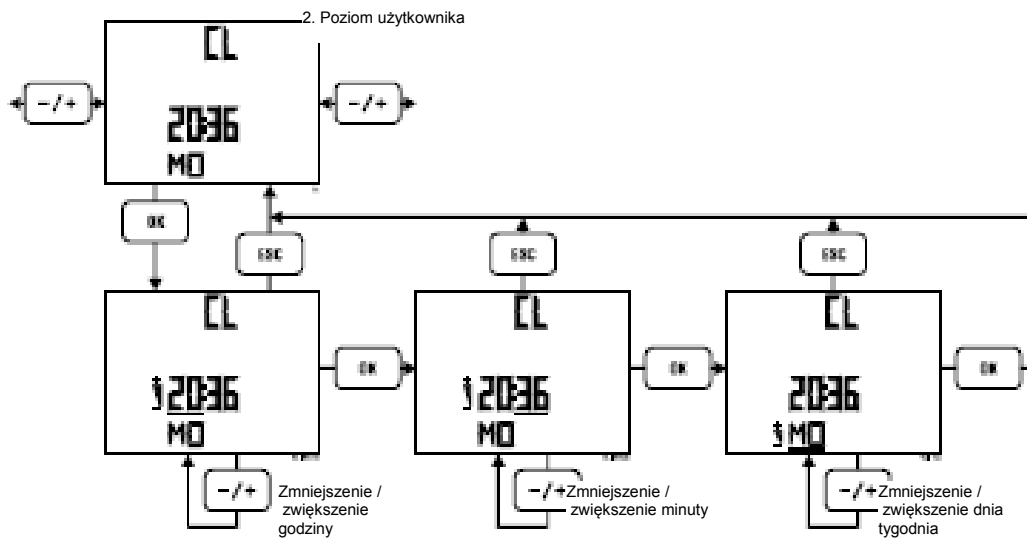 2. Poziom użytkownika
CL
-/+
-/+
20:36
MO
OK
ESC
ESC
ESC
CL
CL
CL
OK
OK
OK
20:36
20:36
20:36
MO
MO
MO
-/+
Zmniejszenie /
zwiększenie
godziny
-/+
Zmniejszenie /
zwiększenie minuty
-/+
Zmniejszenie /
zwiększenie dnia
tygodnia